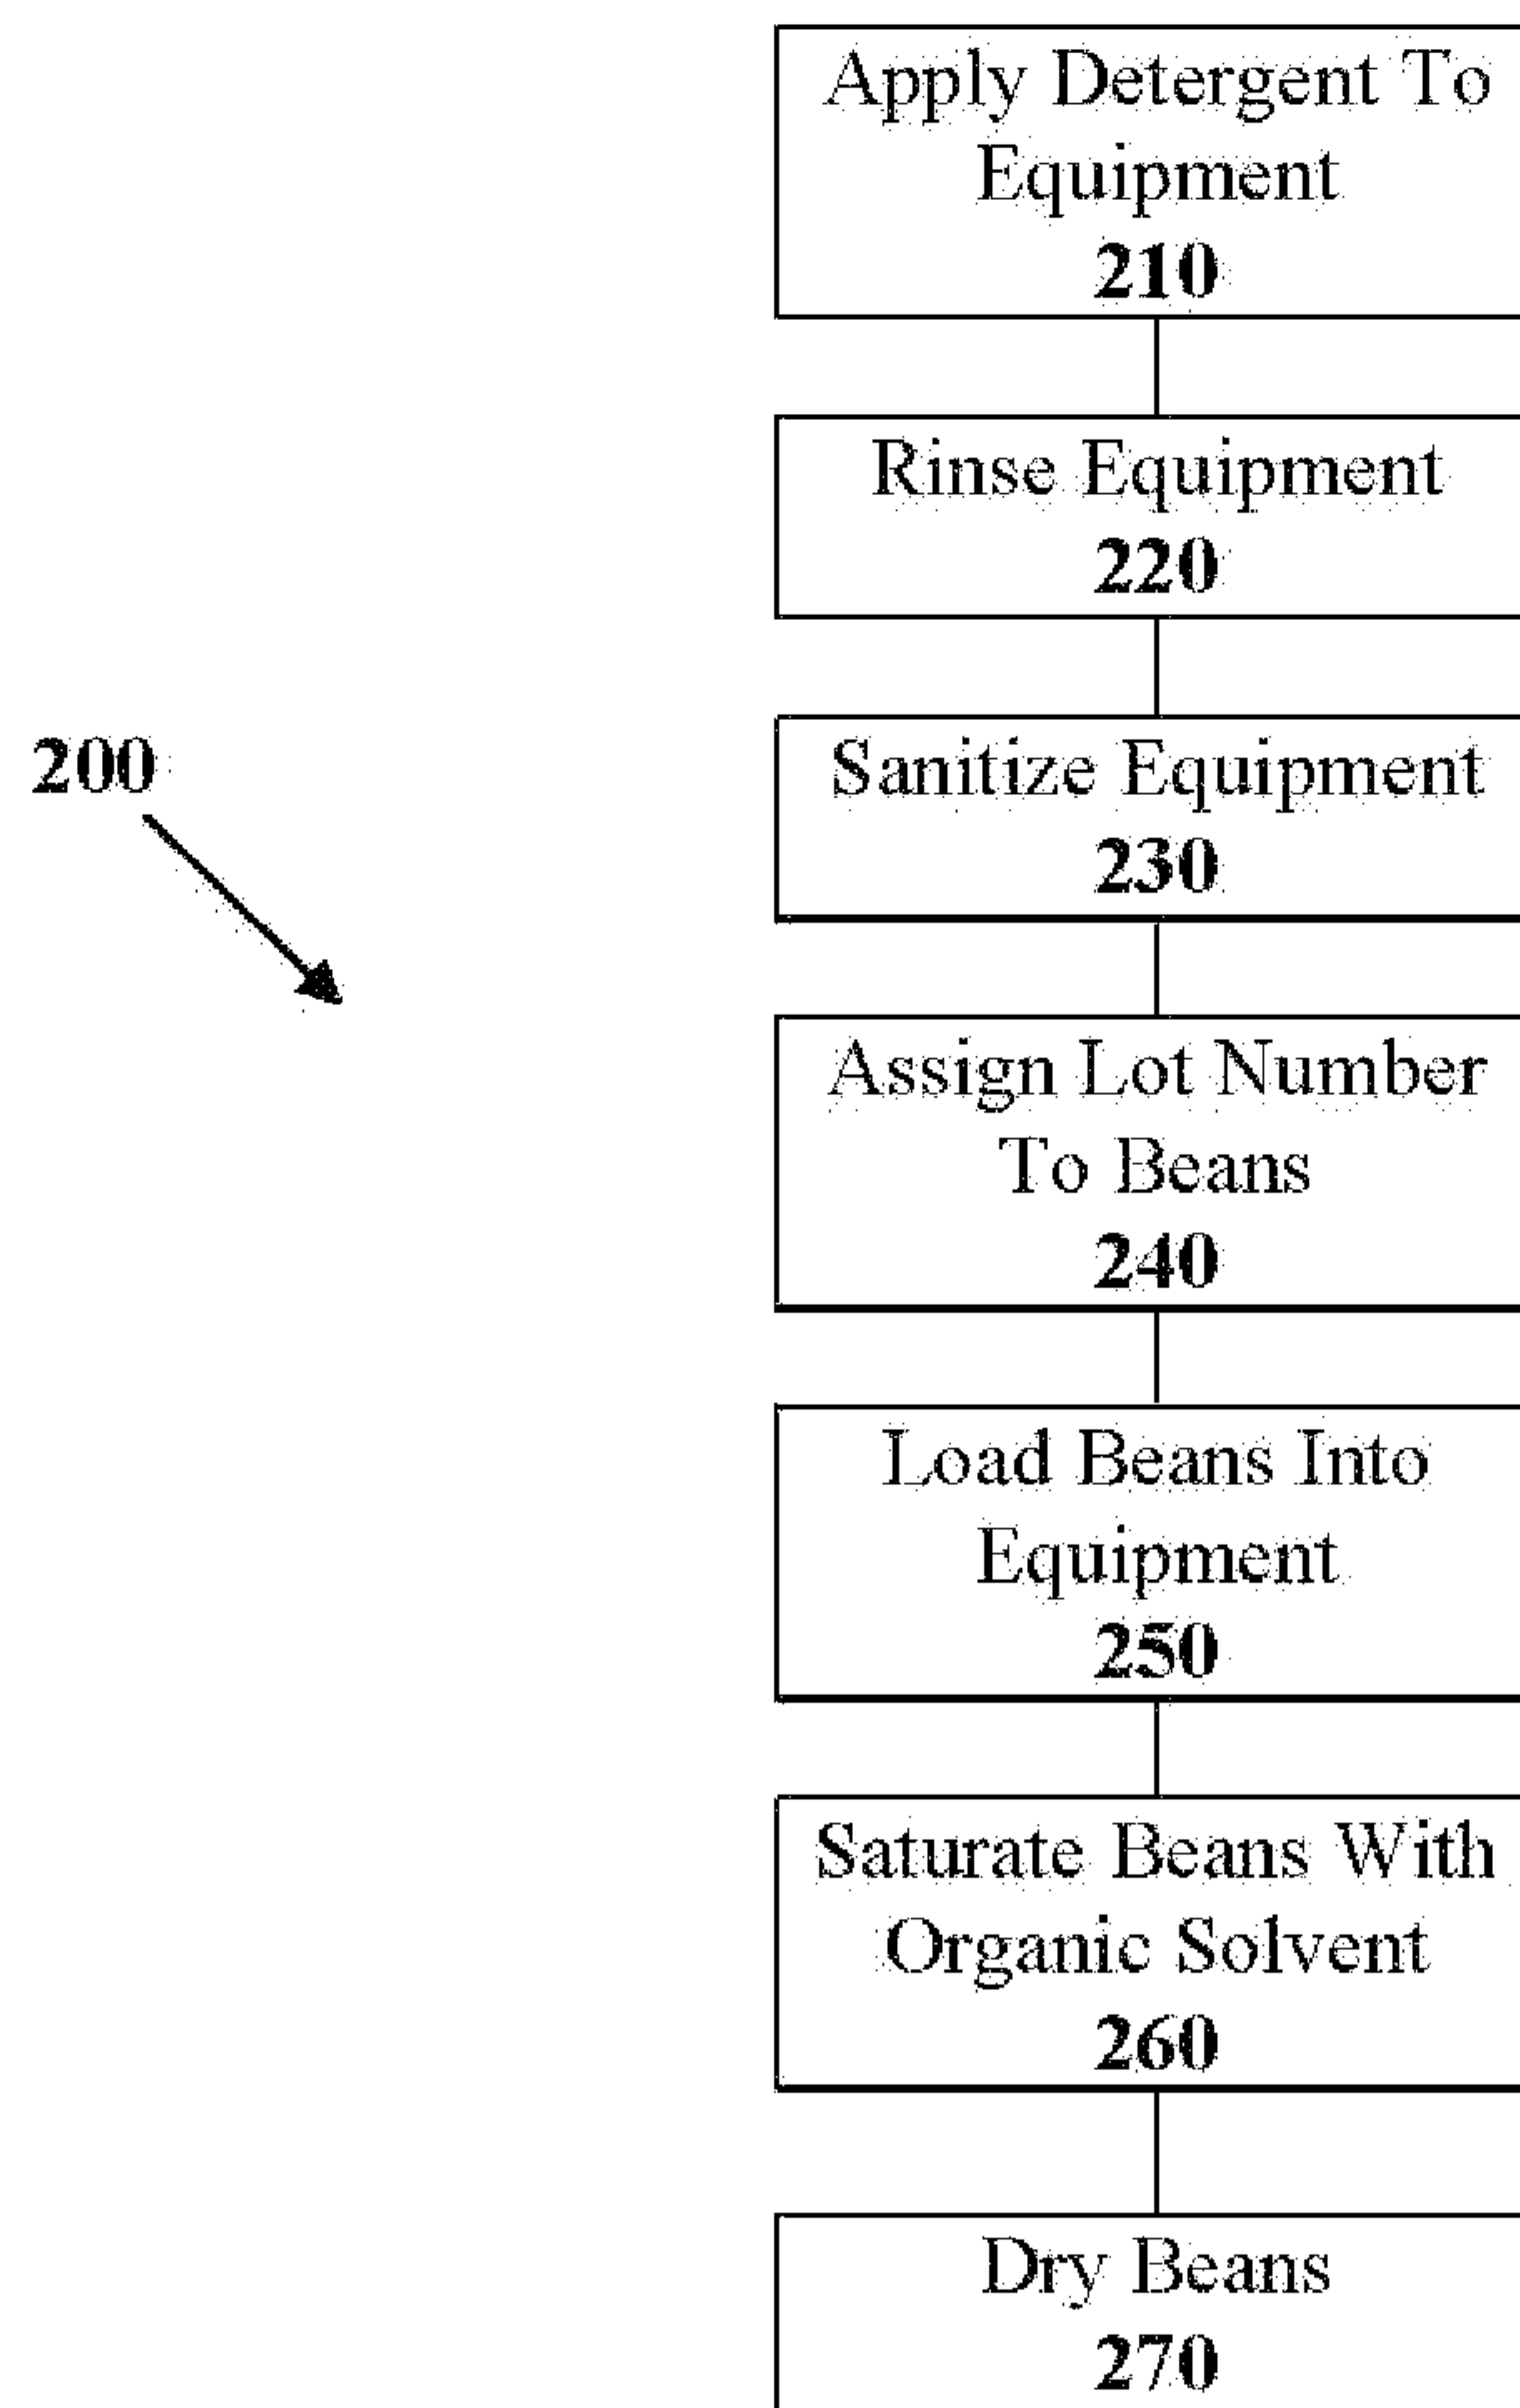 Apply Detergent To
Equipment
210
Rinse Equipment
220
200
Sanitize Equipment
230
Assign Lot Number
To Beans
240
Load Beans Into
Equipment
250
Saturate Beans With
Organic Solvent
260
Dry Beans
270